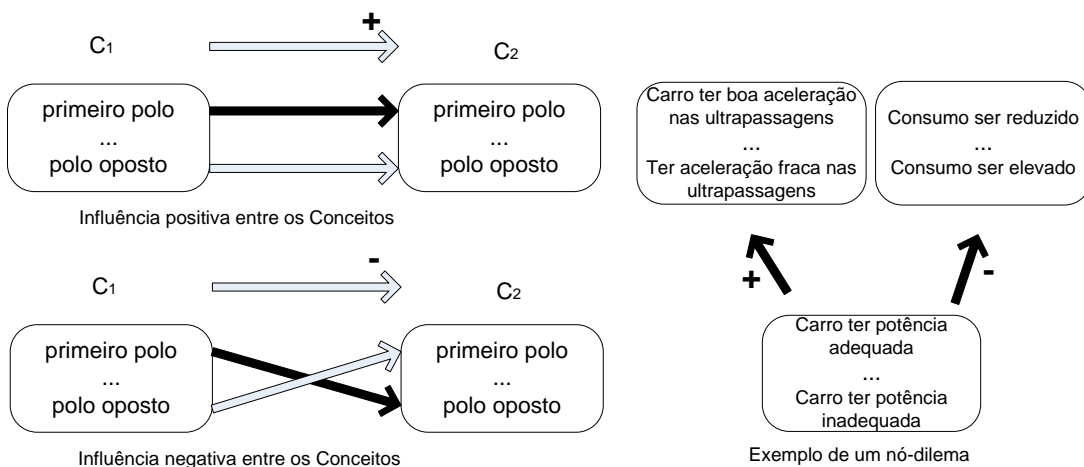 +
C1
C2
primeiro polo
...
polo oposto
primeiro polo
...
polo oposto
Influência positiva entre os Conceitos
-
C1
C2
primeiro polo
...
polo oposto
primeiro polo
...
polo oposto
Influência negativa entre os Conceitos
Carro ter boa aceleração
nas ultrapassagens
...
Ter aceleração fraca nas
ultrapassagens
Consumo ser reduzido
...
Consumo ser elevado
+
-
Carro ter potência
adequada
...
Carro ter potência
inadequada
Exemplo de um nó-dilema